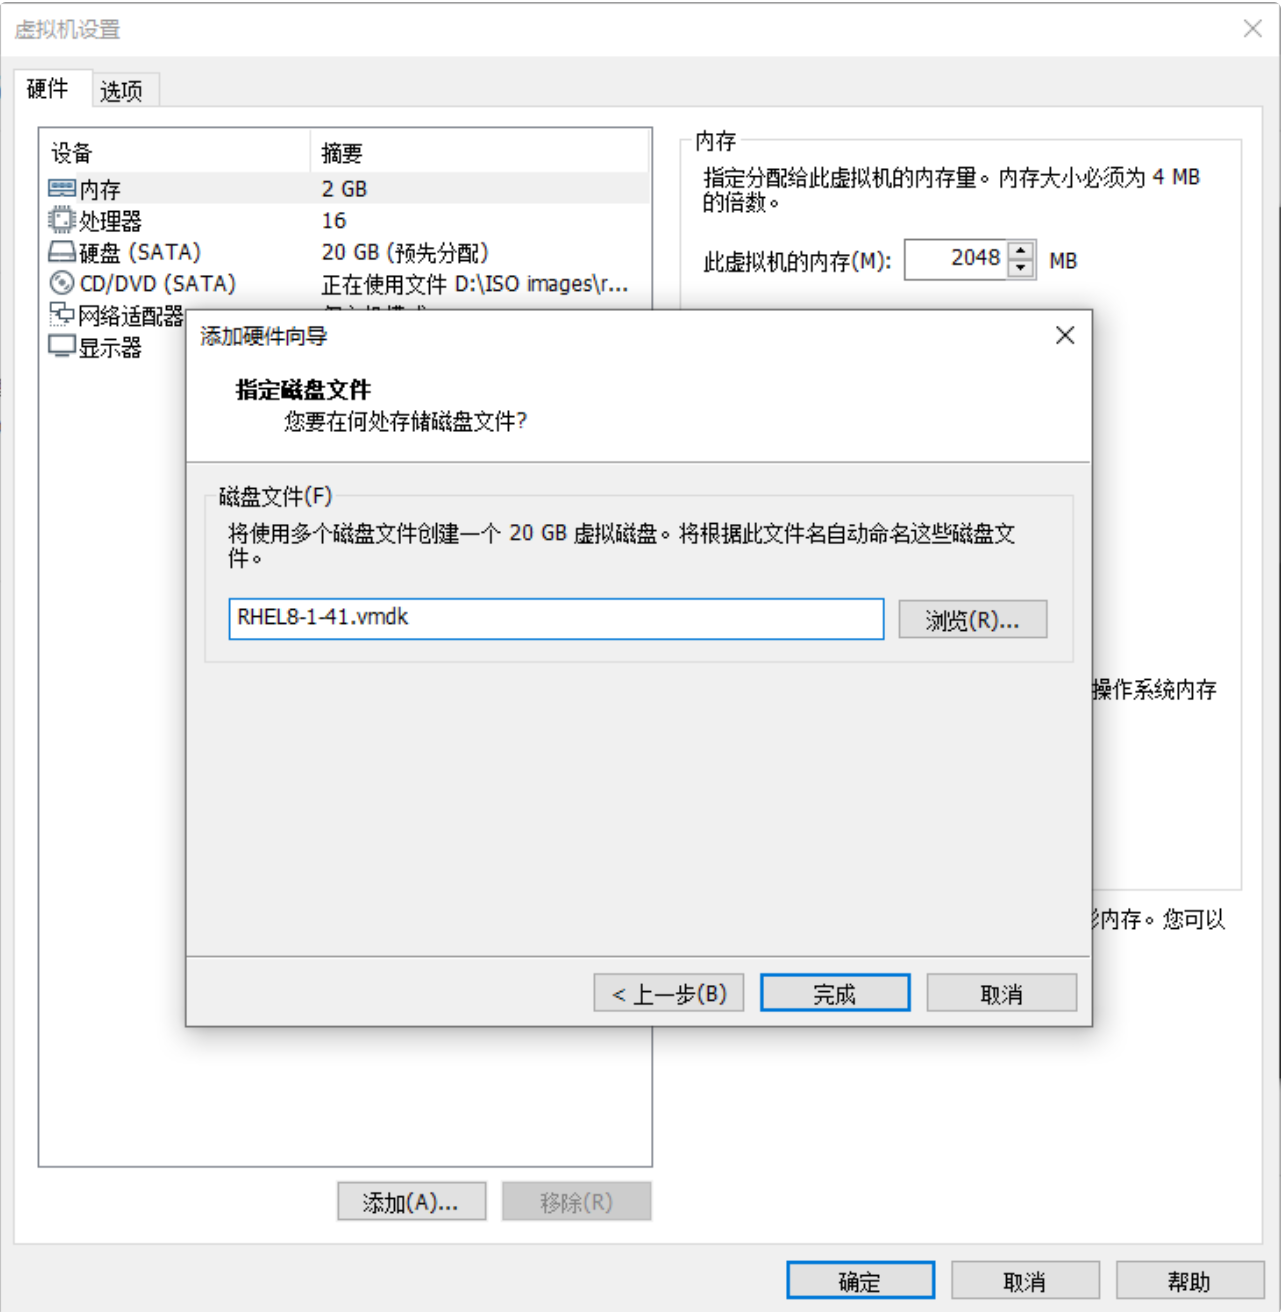 虚拟机设置
硬件 选项
设备 摘要
内存 2 GB
处理器 16
硬盘 (SATA) 20 GB (预先分配)
CD/DVD (SATA) 正在使用文件 D:\ISO images\r...
网络适配器
显示器
内存
指定分配给此虚拟机的内存量。内存大小必须为 4 MB
的倍数。
此虚拟机的内存(M): 2048 MB
添加硬件向导
指定磁盘文件
您要在何处存储磁盘文件?
磁盘文件(F)
将使用多个磁盘文件创建一个 20 GB 虚拟磁盘。将根据此文件名自动命名这些磁盘文
件。
RHEL8-1-41.vmdk
浏览(R)...
操作系统内存
内存。您可以
< 上一步(B) 完成 取消
添加(A)... 移除(R)
确定 取消 帮助